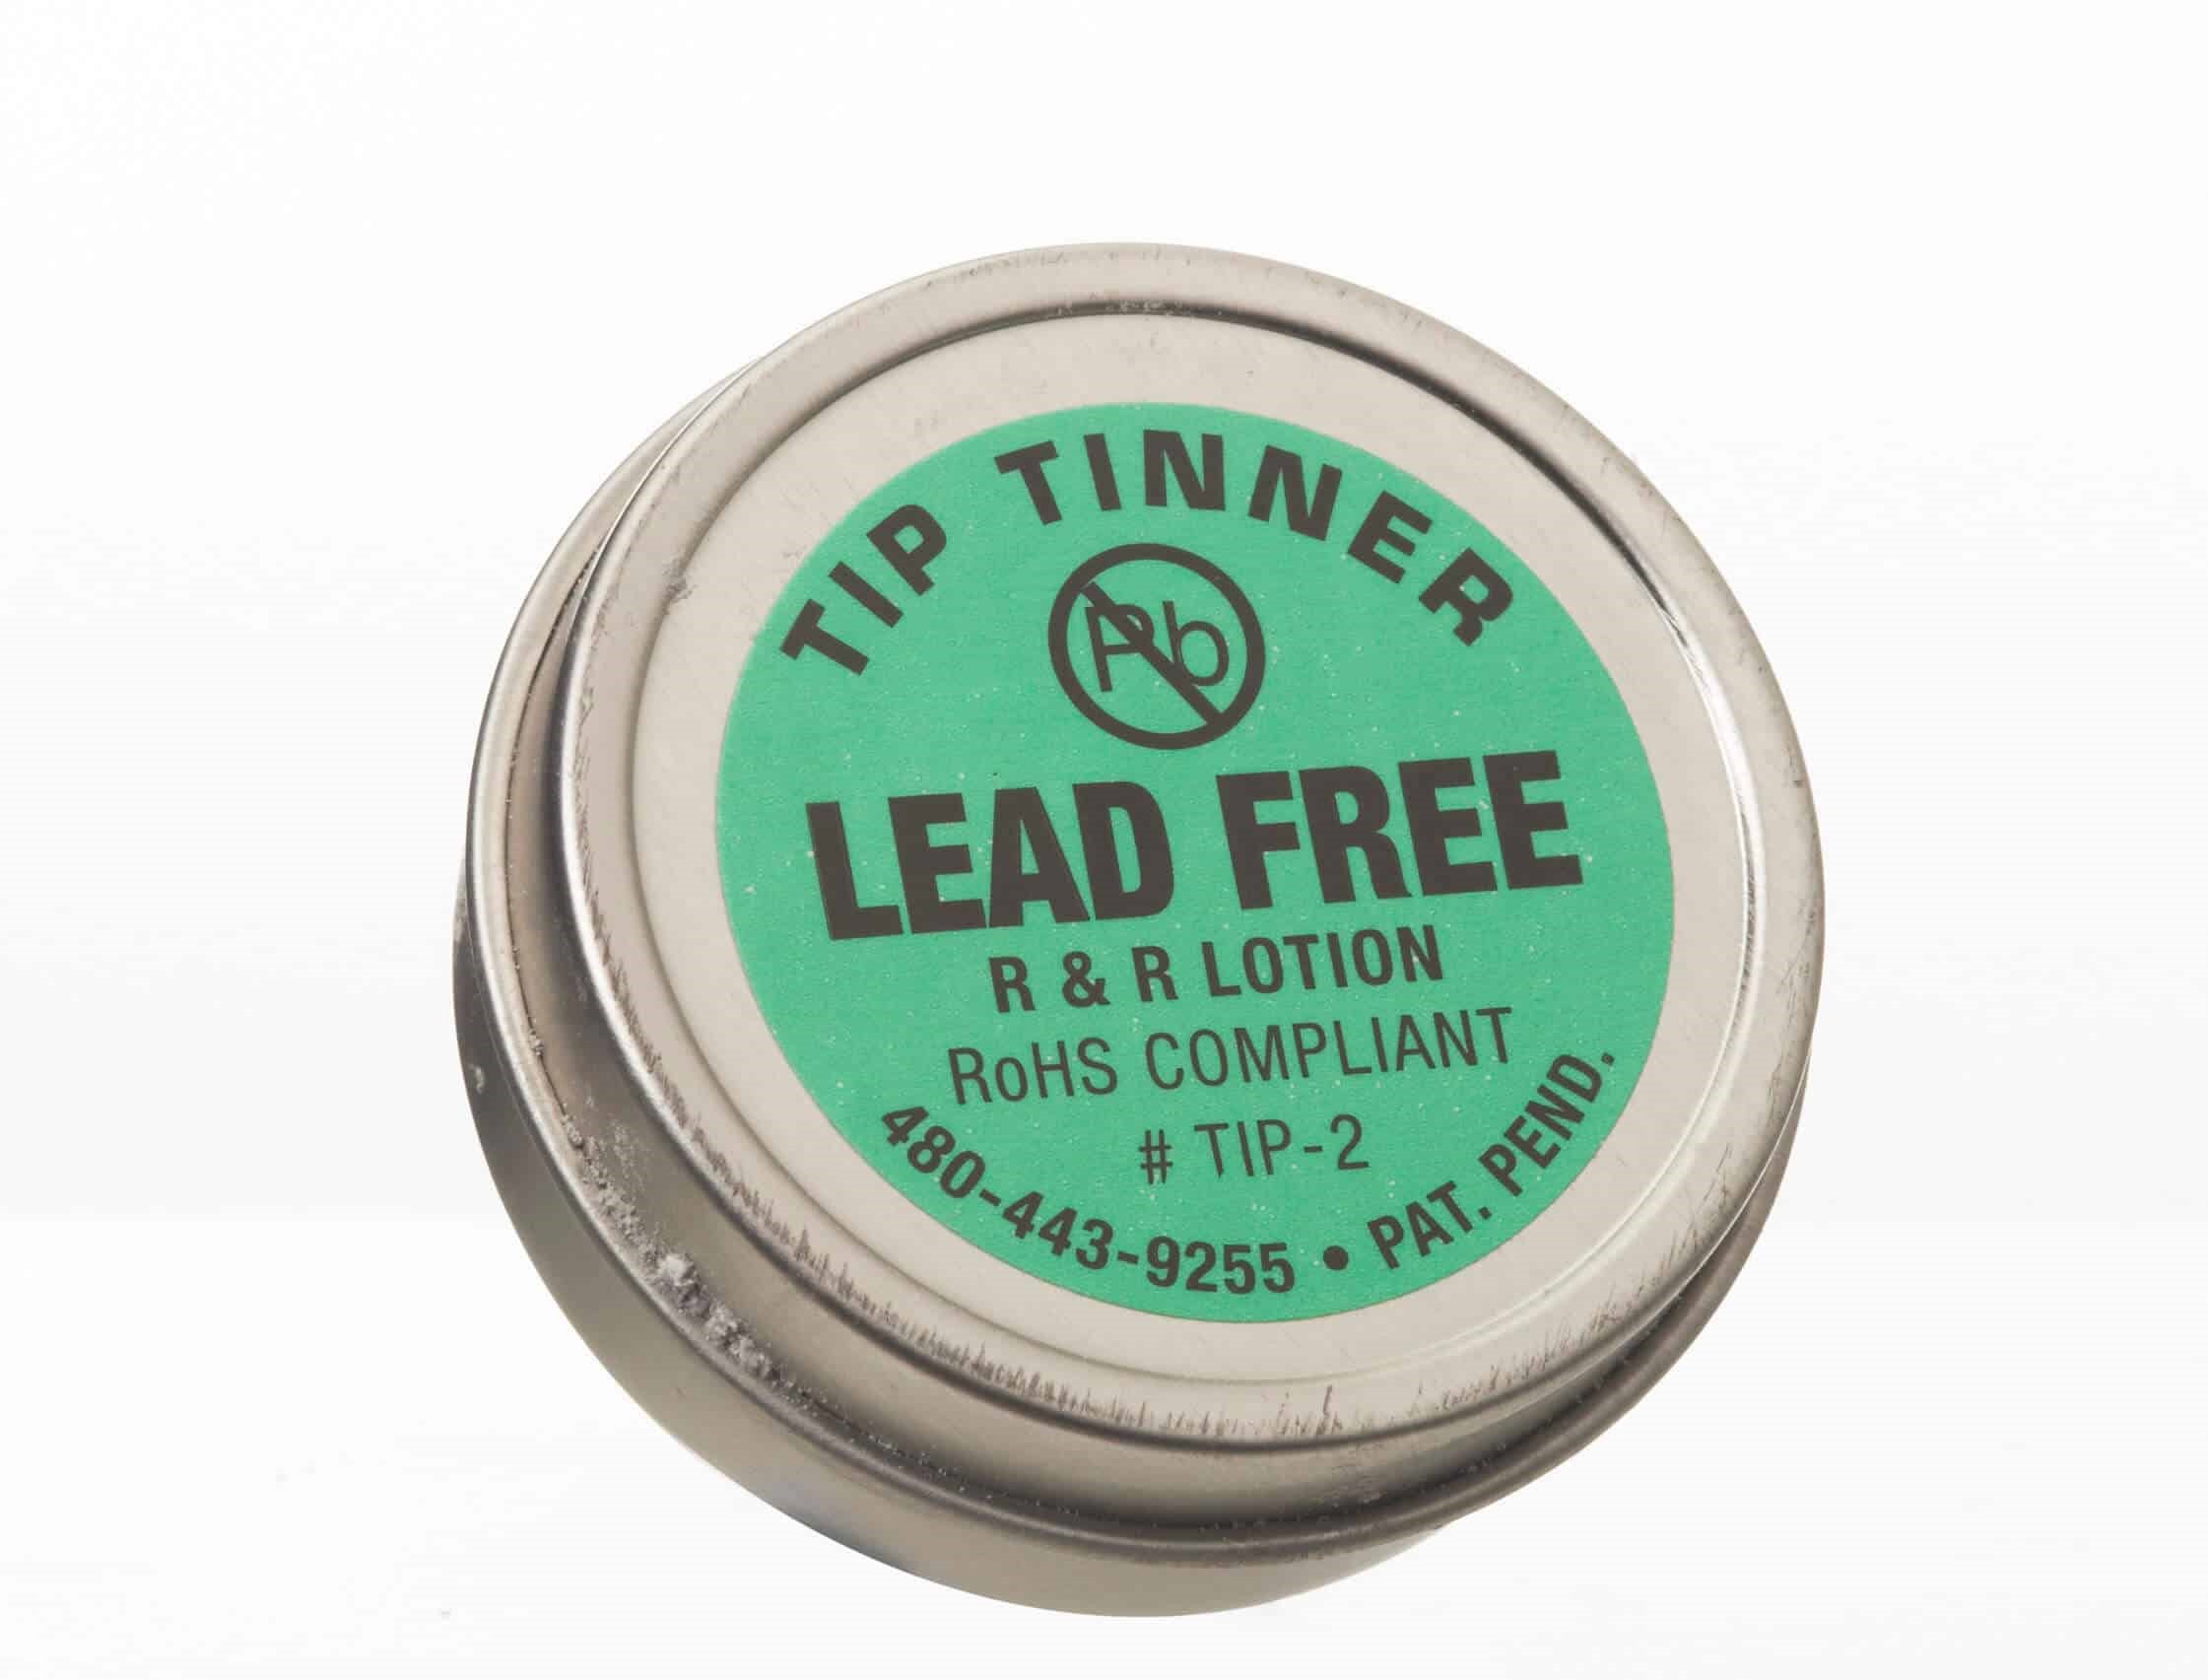 TIP TINNER
Pb
LEAD FREE
R & R LOTION
RoHS COMPLIANT
# TIP-2
480-443-9255 • PAT. PEND.